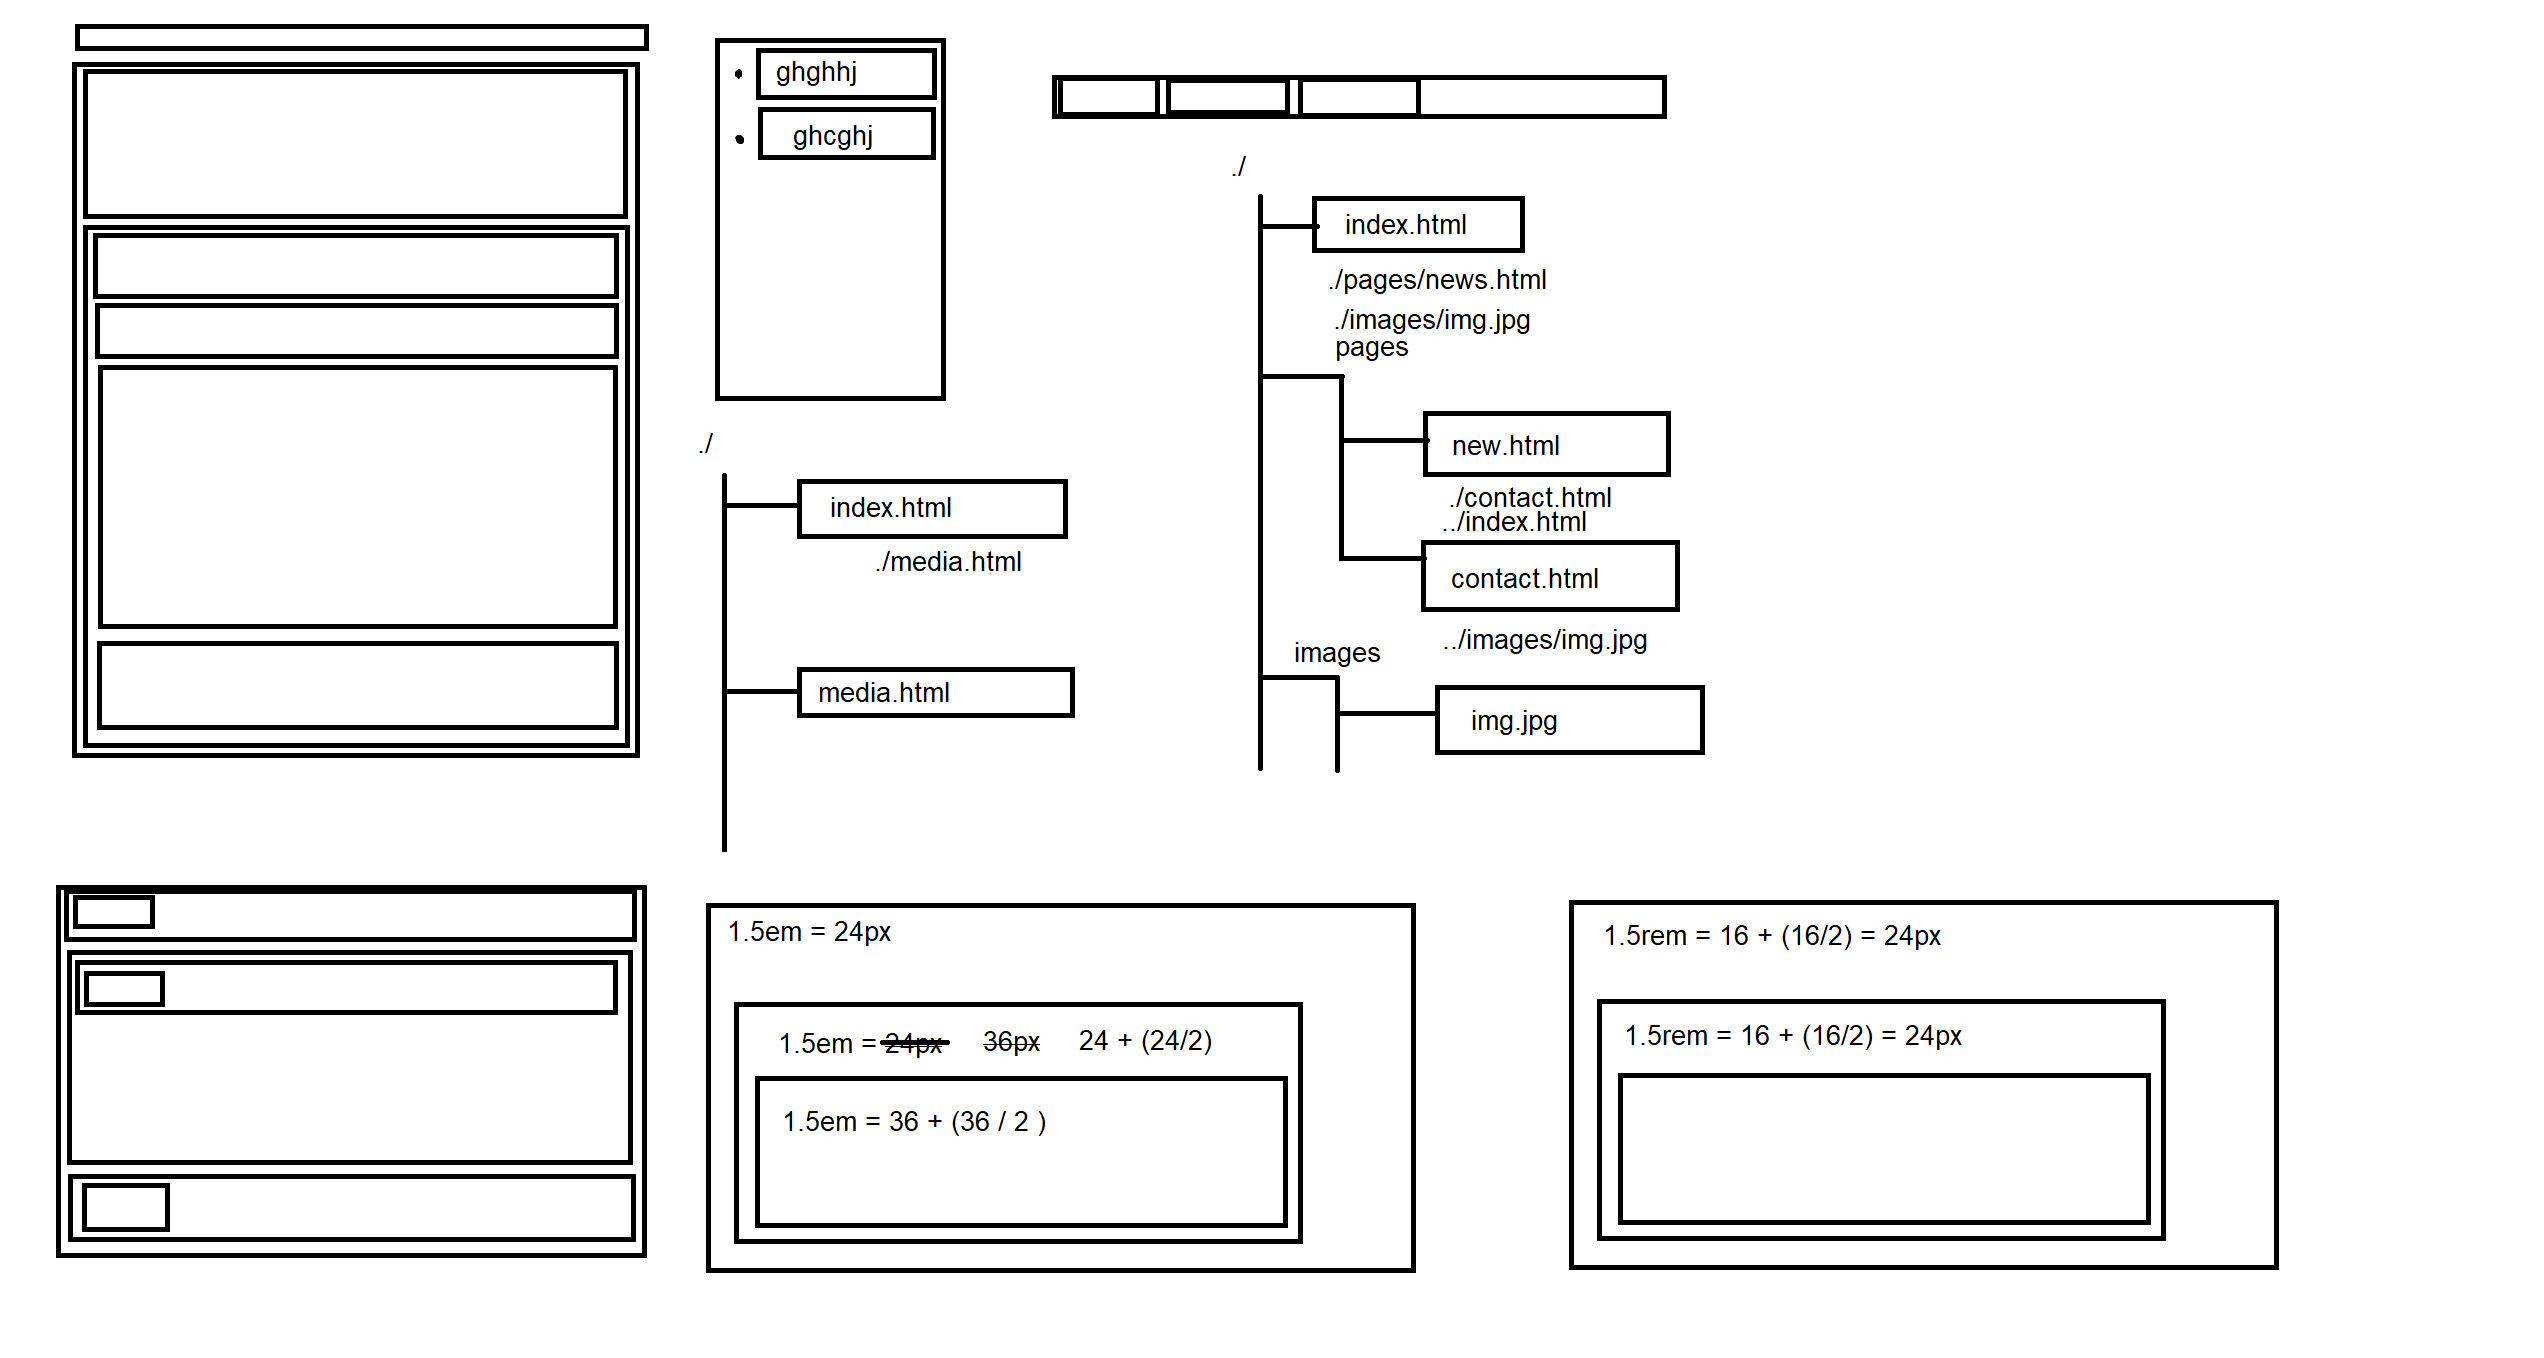 ghghhj
ghcghj
./
index.html
./media.html
media.html
./
index.html
./pages/news.html
./images/img.jpg
pages
new.html
./contact.html
../index.html
contact.html
../images/img.jpg
images
img.jpg
1.5em = 24px
1.5em = 24px 36px 24 + (24/2)
1.5em = 36 + (36 / 2 )
1.5rem = 16 + (16/2) = 24px
1.5rem = 16 + (16/2) = 24px